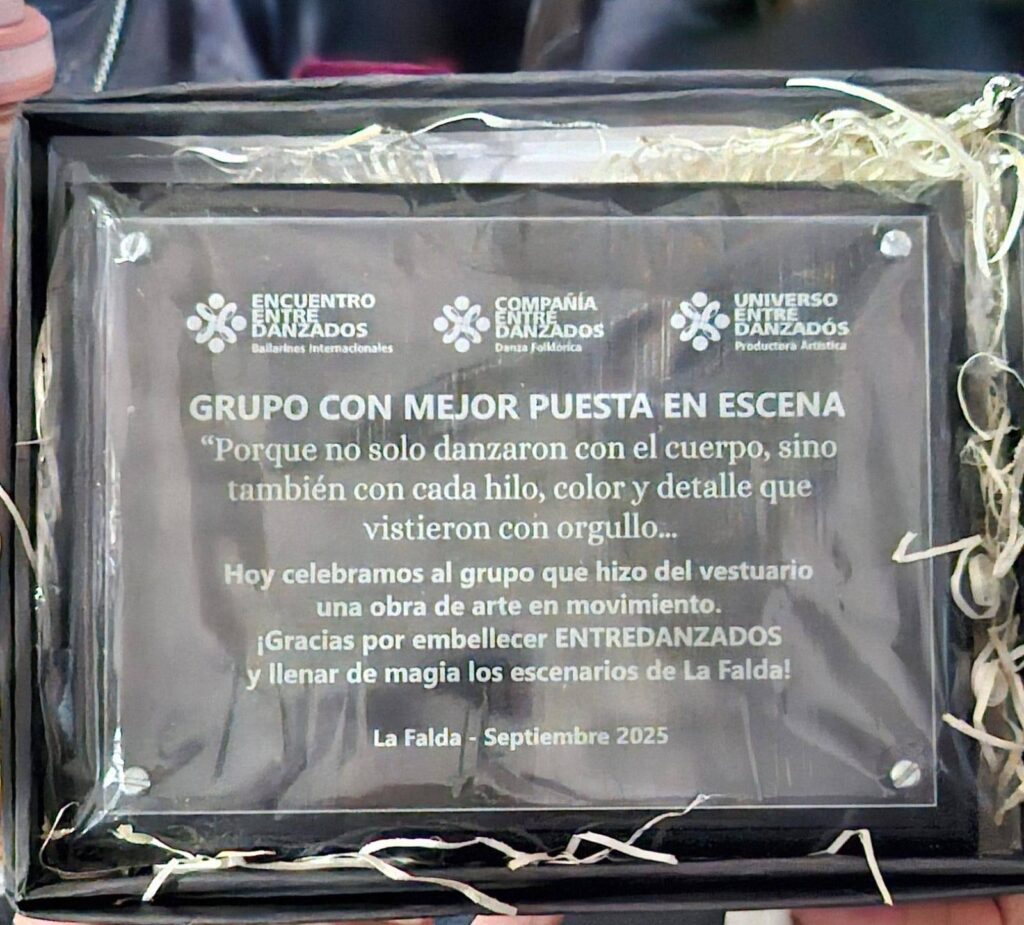 ENCUENTRO
ENTRE
DANZADOS
Bailarines Internacionales
COMPAÑÍA
ENTRE
DANZADOS
Danza Folklórica
UNIVERSO
ENTRE
DANZADOS
Productora Artística
GRUPO CON MEJOR PUESTA EN ESCENA
“Porque no solo danzaron con el cuerpo, sino
también con cada hilo, color y detalle que
vistieron con orgullo...
Hoy celebramos al grupo que hizo del vestuario
una obra de arte en movimiento.
¡Gracias por embellecer ENTREDANZADOS
y llenar de magia los escenarios de La Falda!
La Falda - Septiembre 2025